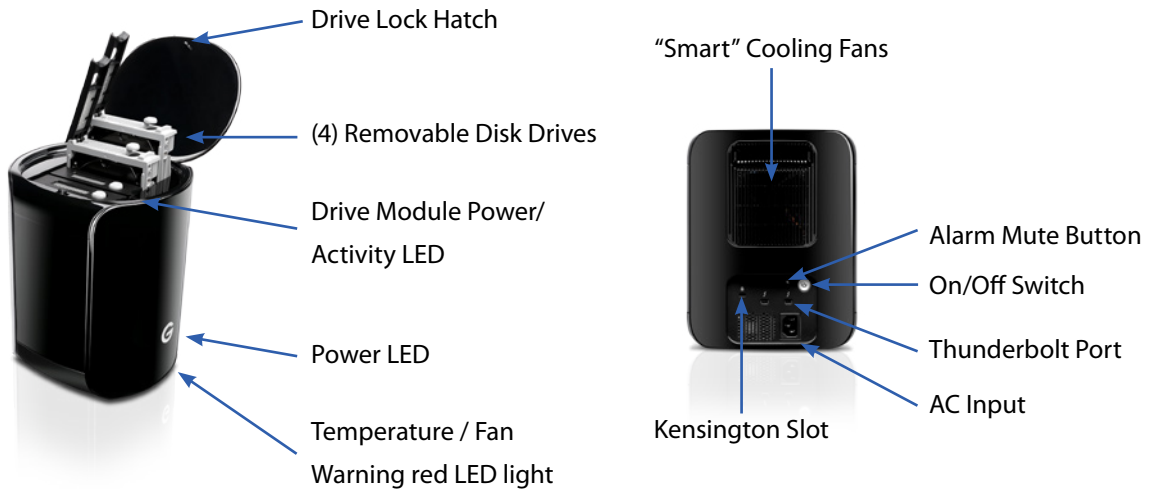 Drive Lock Hatch
(4) Removable Disk Drives
Drive Module Power/
Activity LED
Power LED
Temperature / Fan
Warning red LED light
“Smart” Cooling Fans
Alarm Mute Button
On/Off Switch
Thunderbolt Port
AC Input
Kensington Slot
G